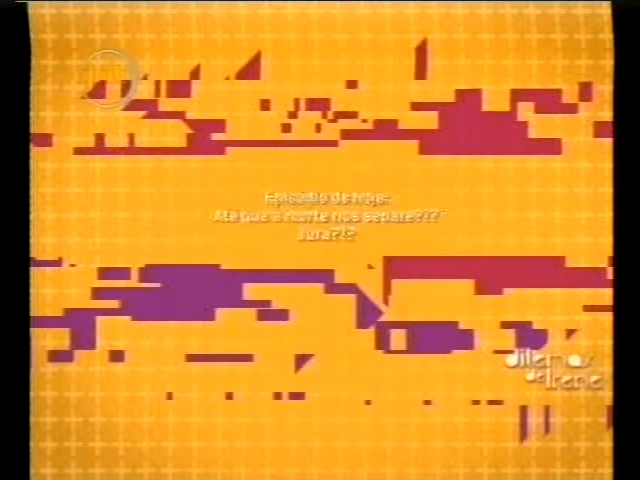 Episódio de hoje:
Até que a morte nos separe???
Jura???
dilemas
de Irene